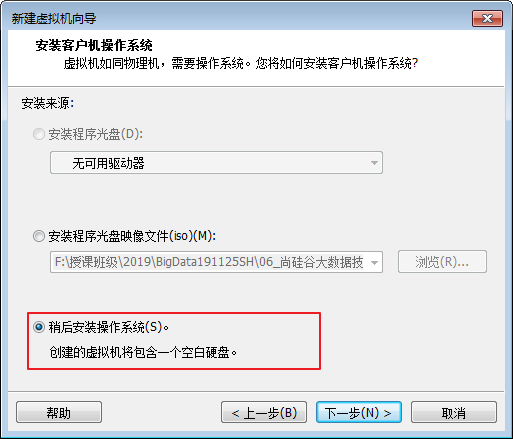 新建虚拟机向导
安装客户机操作系统
虚拟机如同物理机，需要操作系统。您将如何安装客户机操作系统?
安装来源:
安装程序光盘(D):
无可用驱动器
安装程序光盘映像文件(iso)(M):
F:\授课班级\2019\BigData191125SH\06_尚硅谷大数据技
浏览(R)...
稍后安装操作系统(S)。
创建的虚拟机将包含一个空白硬盘。
帮助
< 上一步(B)
下一步(N) >
取消